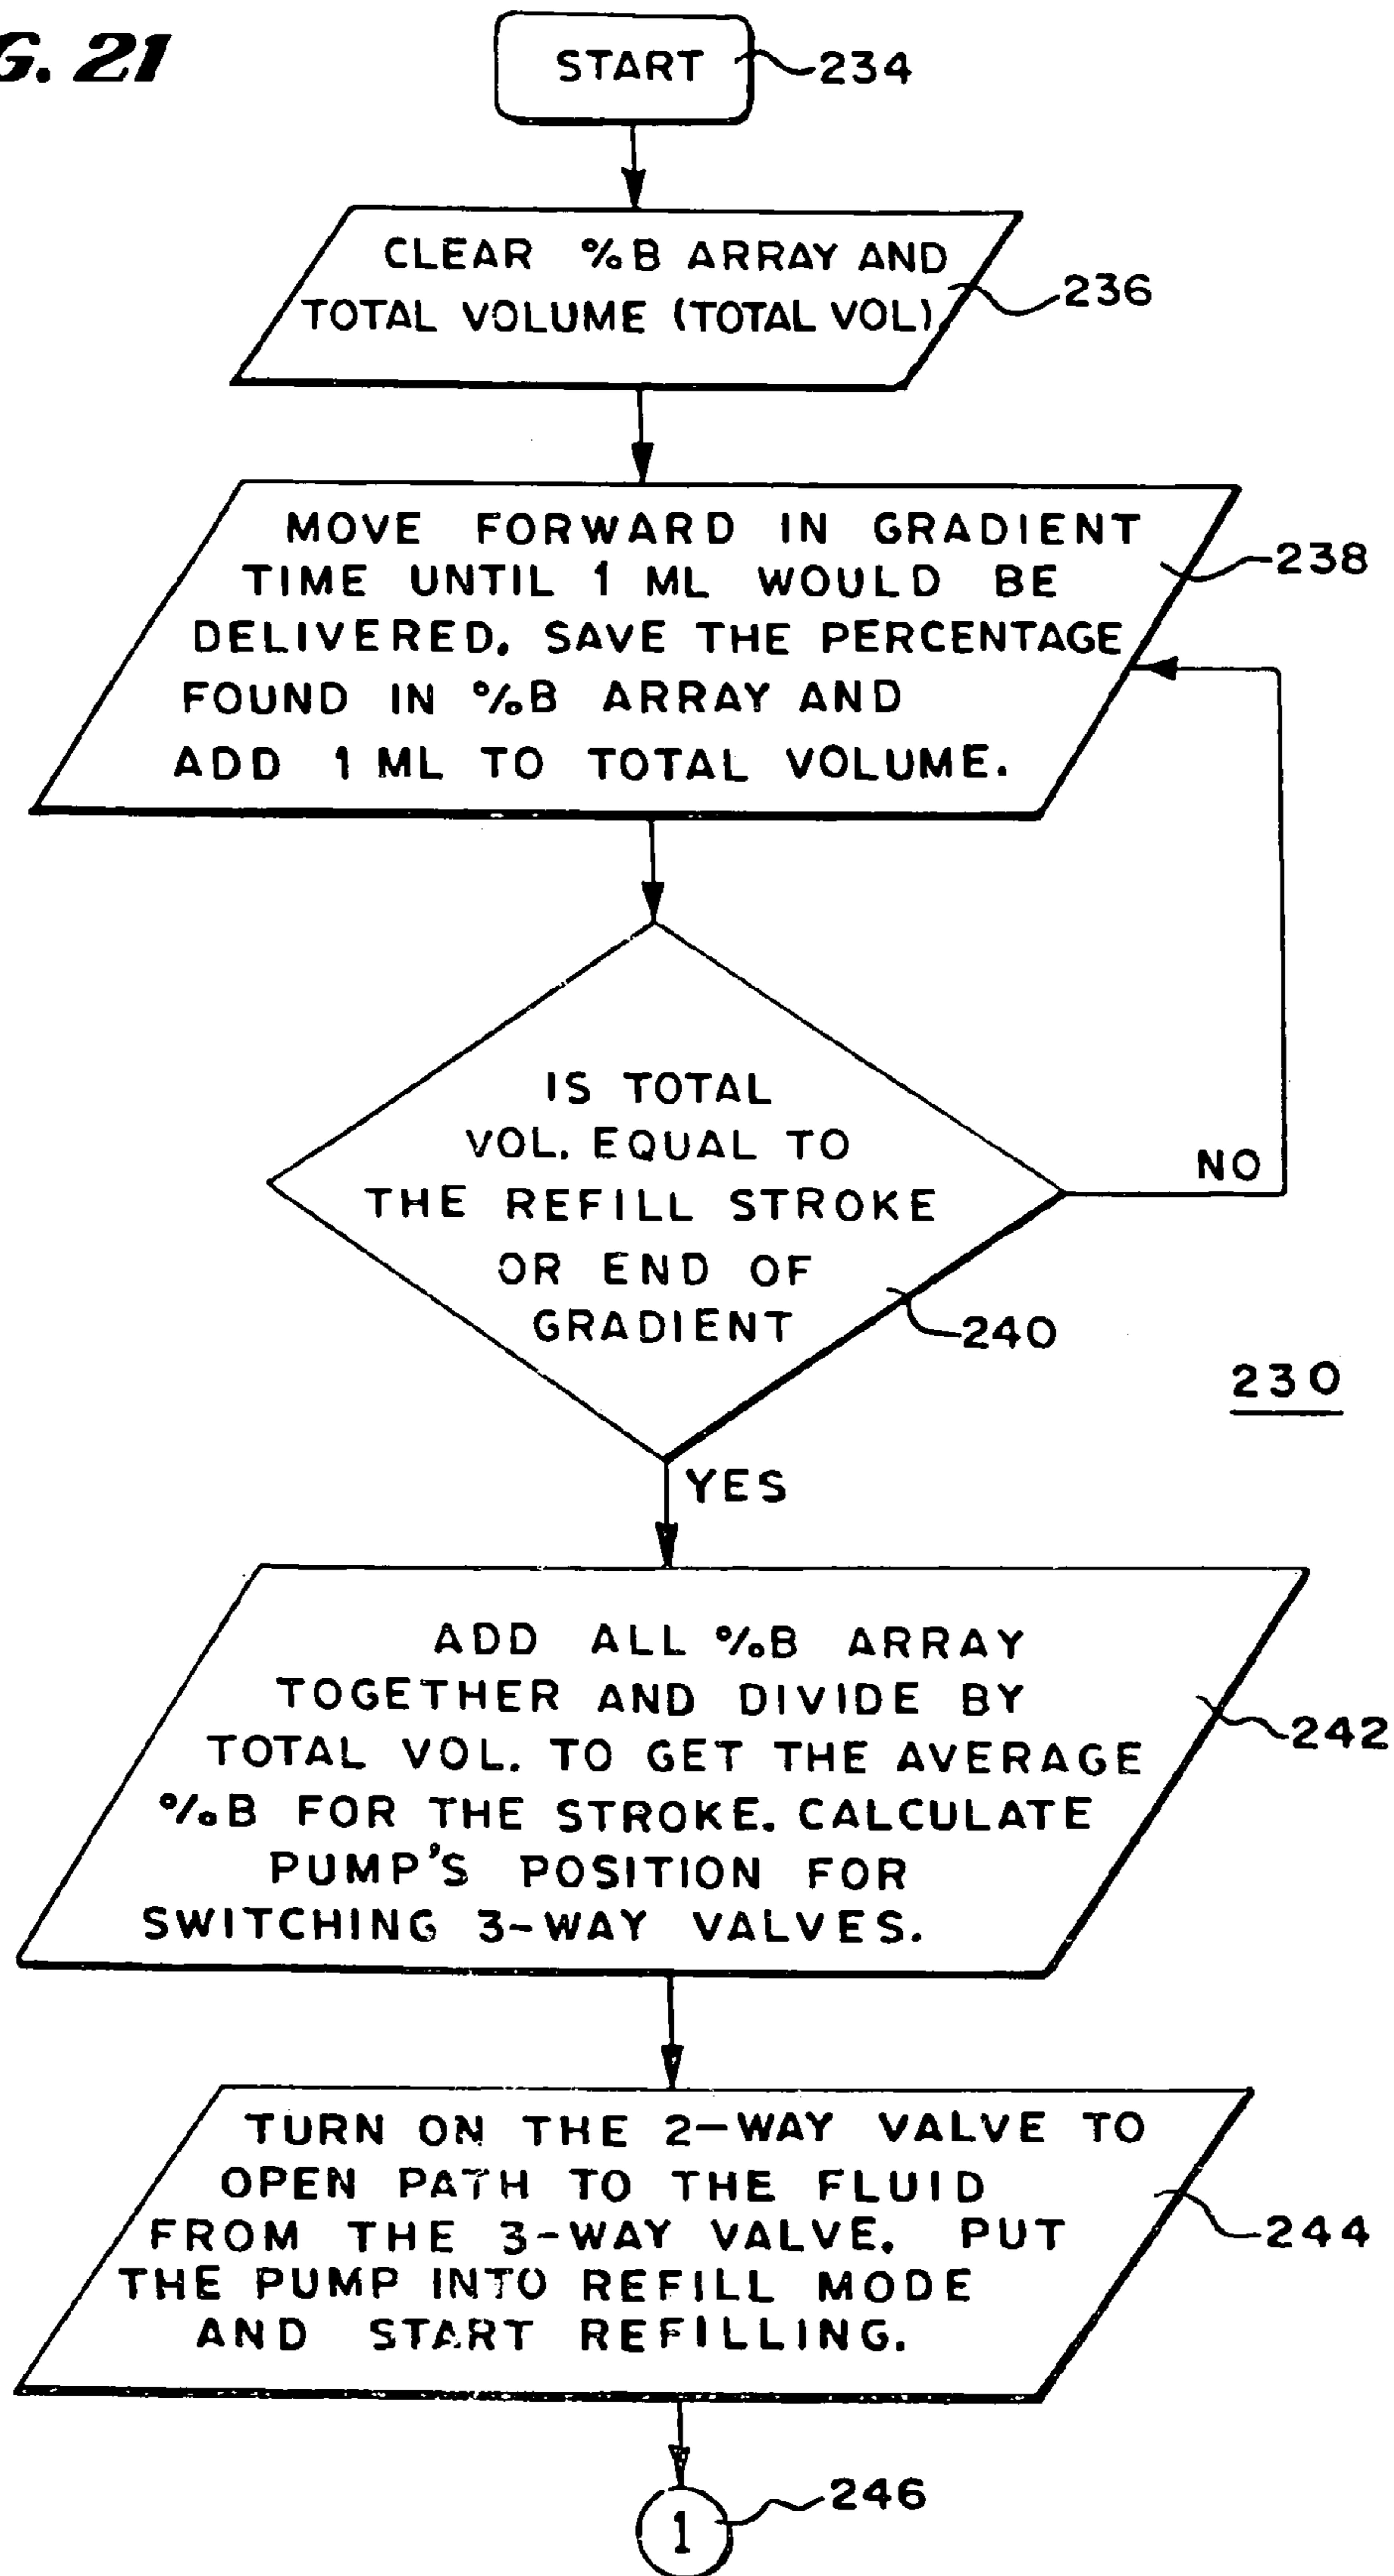 G. 21
START
234
CLEAR %B ARRAY AND
TOTAL VOLUME (TOTAL VOL)
236
MOVE FORWARD IN GRADIENT
TIME UNTIL 1 ML WOULD BE
DELIVERED. SAVE THE PERCENTAGE
FOUND IN %B ARRAY AND
ADD 1 ML TO TOTAL VOLUME.
238
IS TOTAL
VOL. EQUAL TO
THE REFILL STROKE
OR END OF
GRADIENT
NO
240
230
YES
ADD ALL %B ARRAY
TOGETHER AND DIVIDE BY
TOTAL VOL. TO GET THE AVERAGE
%B FOR THE STROKE. CALCULATE
PUMP'S POSITION FOR
SWITCHING 3-WAY VALVES.
242
TURN ON THE 2-WAY VALVE TO
OPEN PATH TO THE FLUID
FROM THE 3-WAY VALVE. PUT
THE PUMP INTO REFILL MODE
AND START REFILLING.
244
1
246